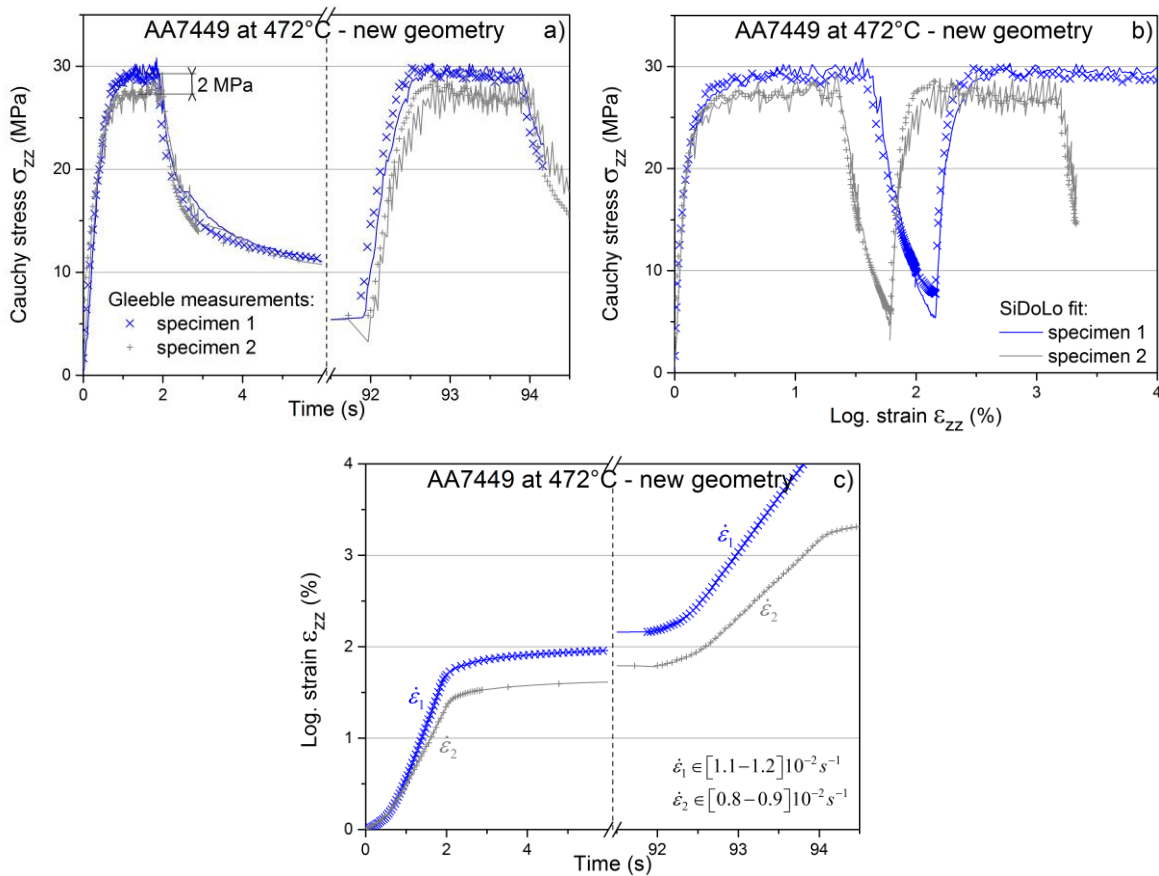 AA7449 at 472°C - new geometry a)
30
20
10
0
2 MPa
Cauchy stress σzz (MPa)
Gleeble measurements:
× specimen 1
+ specimen 2
0 2 4 92 93 94
Time (s)
AA7449 at 472°C - new geometry b)
30
20
10
0
Cauchy stress σzz (MPa)
SiDoLo fit:
specimen 1
specimen 2
0 1 2 3 4
Log. strain εzz (%)
AA7449 at 472°C - new geometry c)
4
3
2
1
0
Log. strain εzz (%)
ε̇1
ε̇2
ε̇1
ε̇2
ε̇1 ∈ [1.1−1.2]10⁻² s⁻¹
ε̇2 ∈ [0.8−0.9]10⁻² s⁻¹
0 2 4 92 93 94
Time (s)